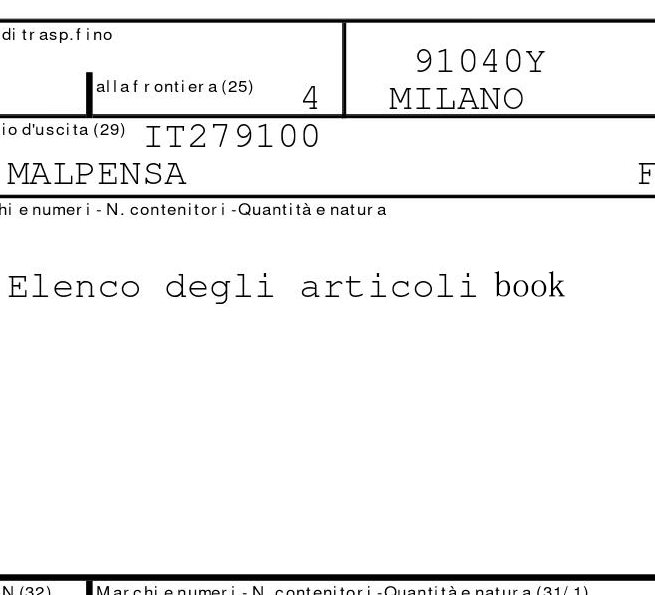 di trasp.fino
91040Y
alla frontiera (25) 4 MILANO
io d'uscita (29) IT279100
MALPENSA F
hi e numeri - N. contenitori - Quantità e natura
Elenco degli articoli book
N (32) Marchi e numeri - N. contenitori - Quantità e natura (31/1)